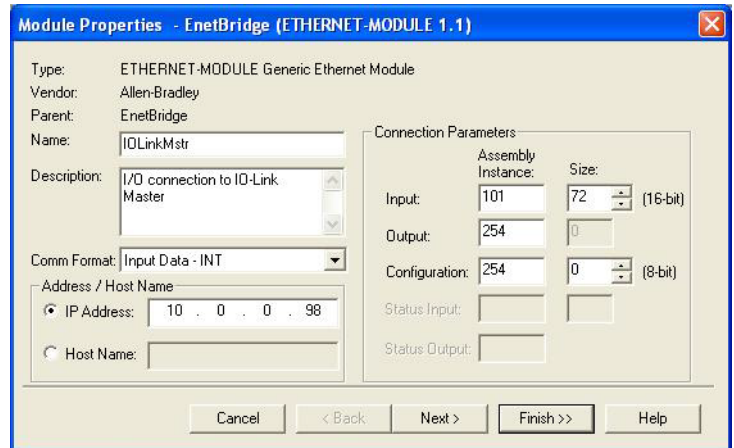 Module Properties - EnetBridge (ETHERNET-MODULE 1.1)
Type: ETHERNET-MODULE Generic Ethernet Module
Vendor: Allen-Bradley
Parent: EnetBridge
Name: IOLinkMstr
Description: I/O connection to IO-Link
Master
Comm Format: Input Data - INT
Address / Host Name
IP Address: 10 . 0 . 0 . 98
Host Name:
Connection Parameters
Assembly
Instance: Size:
Input: 101 72 (16-bit)
Output: 254 0
Configuration: 254 0 (8-bit)
Status Input:
Status Output:
Cancel < Back Next > Finish >> Help